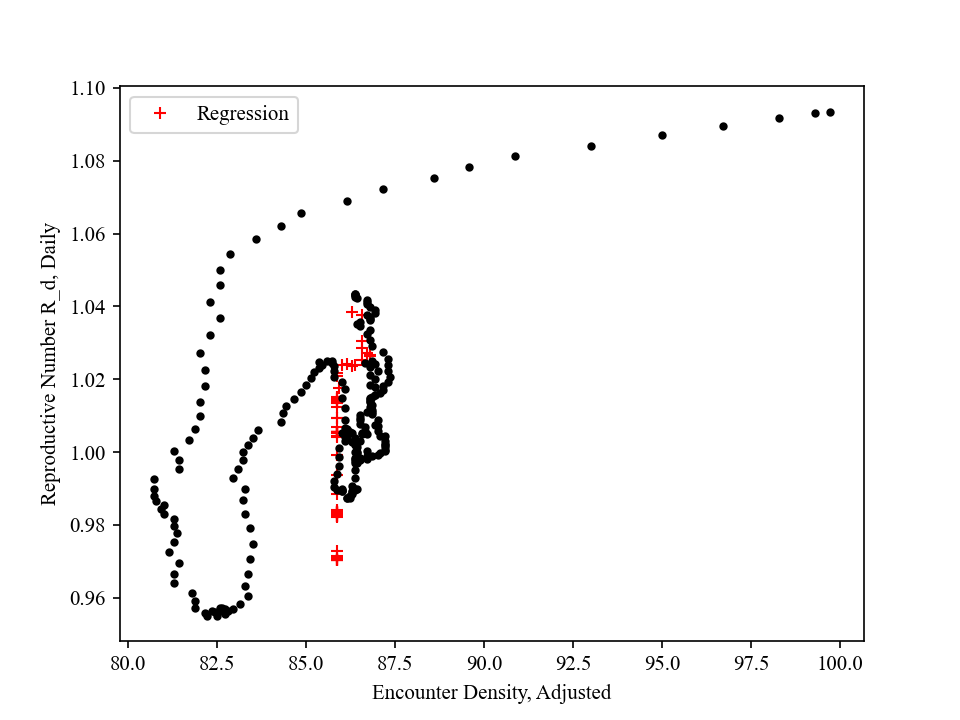 1.10
1.08
1.06
1.04
1.02
1.00
0.98
0.96
Reproductive Number R_d, Daily
Regression
80.0 82.5 85.0 87.5 90.0 92.5 95.0 97.5 100.0
Encounter Density, Adjusted